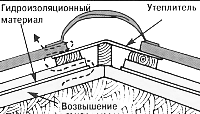 Гидроизоляционный
материал
Утеплитель
Возвышение